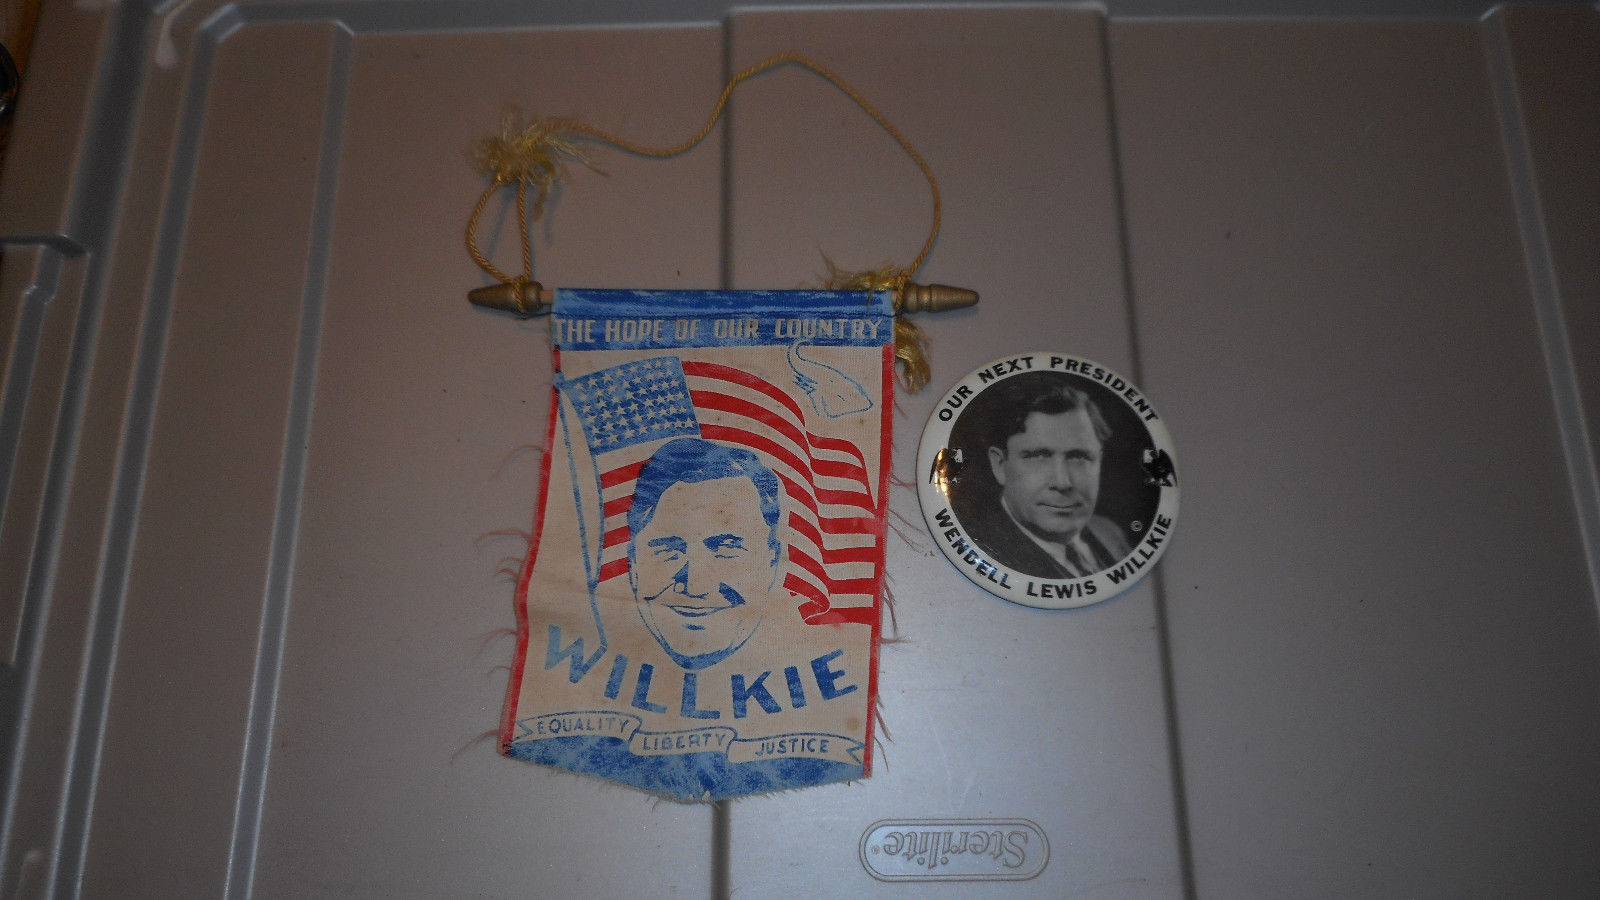 THE HOPE OF OUR COUNTRY
WILLKIE
EQUALITY LIBERTY JUSTICE
OUR NEXT PRESIDENT
©
WENDELL LEWIS WILLKIE
Sterilite®